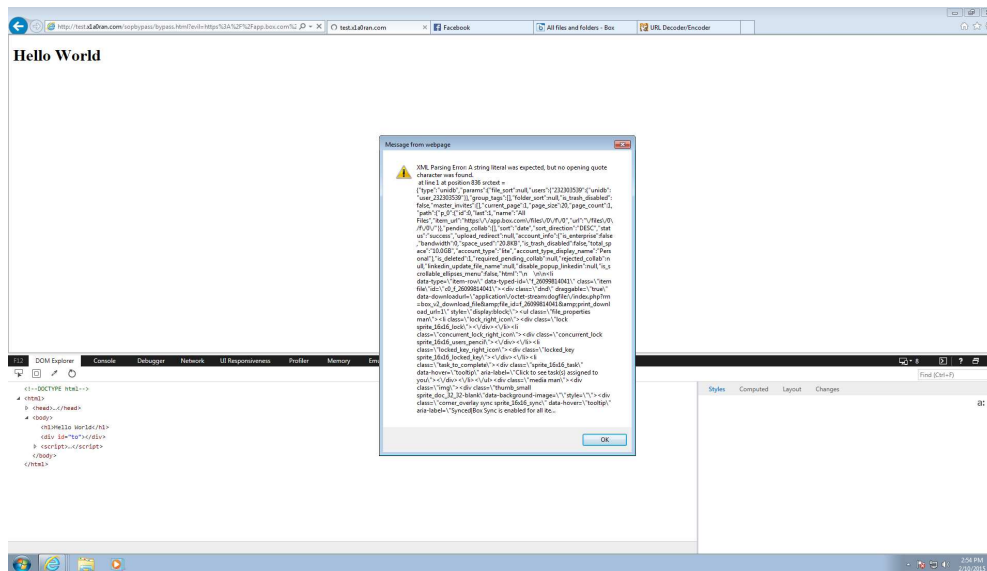 http://test.xla0ran.com/sopbypass/bypass.html?evil=https%3A%2F%2Fapp.box.com%2
test.xla0ran.com
Facebook
All files and folders - Box
URL Decoder/Encoder
Hello World
Message from webpage
XML Parsing Error: A string literal was expected, but no opening quote
character was found.
at line 1 at position 836 srctext =
{"type":"unidb","params":{"file_sort":null,"users":{"232303539":{"unidb":
"user_232303539"}},"group_tags":[],"folder_sort":null,"is_trash_disabled":
false,"master_invites":[],"current_page":1,"page_size":20,"page_count":1,
"path":{"p_0":{"id":0,"last":1,"name":"All
Files","item_url":"https:\/\/app.box.com\/files\/0\/f\/0","url":"\/files\/0\
/f\/0\/"}},"pending_collab":[],"sort":"date","sort_direction":"DESC","stat
us":"success","upload_redirect":null,"account_info":{"is_enterprise":false
,"bandwidth":0,"space_used":"20.8KB","is_trash_disabled":false,"total_sp
ace":"10.0GB","account_type":"lite","account_type_display_name":"Pers
onal"},"is_deleted":1,"required_pending_collab":null,"rejected_collab":n
ull,"linkedin_update_file_name":null,"disable_popup_linkedin":null,"is_s
crollable_ellipses_menu":false,"html":"\n \n\n<li
data-type=\"item-row\" data-typed-id=\"f_26099814041\" class=\"item
file\"id=\"c0_f_26099814041\"><div class=\"dnd\" draggable=\"true\"
data-downloadurl=\"application\/octet-stream:dogfile:\/index.php?rm
=box_v2_download_file&amp;file_id=f_26099814041&amp;print_downl
oad_url=1\" style=\"display:block;\"><ul class=\"file_properties
man\"><li class=\"lock_right_icon\"><div class=\"lock
sprite_16x16_lock\"><\/div><\/li><li
class=\"concurrent_lock_right_icon\"><div class=\"concurrent_lock
sprite_16x16_users_pencil\"><\/div><\/li><li
class=\"locked_key_right_icon\"><div class=\"locked_key
sprite_16x16_locked_key\"><\/div><\/li><li
class=\"task_to_complete\"><div class=\"sprite_16x16_task\"
data-hover=\"tooltip\" aria-label=\"Click to see task(s) assigned to
you\"><\/div><\/li><\/ul><div class=\"media man\"><div
class=\"img\"><div class=\"thumb_small
sprite_doc_32_32-blank\"data-background-image=\"\"style=\"\"><div
class=\"corner_overlay sync sprite_16x16_sync\" data-hover=\"tooltip\"
aria-label=\"Synced|Box Sync is enabled for all ite...
OK
F12 DOM Explorer Console Debugger Network UI Responsiveness Profiler Memory Em
8 ?
Find (Ctrl+F)
<!--DOCTYPE html-->
<html>
<head>…</head>
<body>
<h1>Hello World</h1>
<div id="to"></div>
<script>…</script>
</body>
</html>
Styles Computed Layout Changes
a:
2:54 PM
2/10/2015